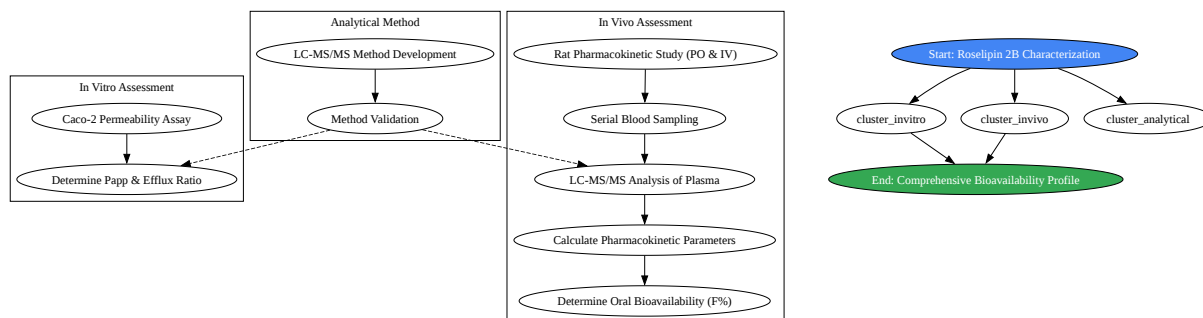 In Vitro Assessment
Caco-2 Permeability Assay
Determine Papp & Efflux Ratio
Analytical Method
LC-MS/MS Method Development
Method Validation
In Vivo Assessment
Rat Pharmacokinetic Study (PO & IV)
Serial Blood Sampling
LC-MS/MS Analysis of Plasma
Calculate Pharmacokinetic Parameters
Determine Oral Bioavailability (F%)
Start: Roselipin 2B Characterization
cluster_invitro
cluster_invivo
cluster_analytical
End: Comprehensive Bioavailability Profile